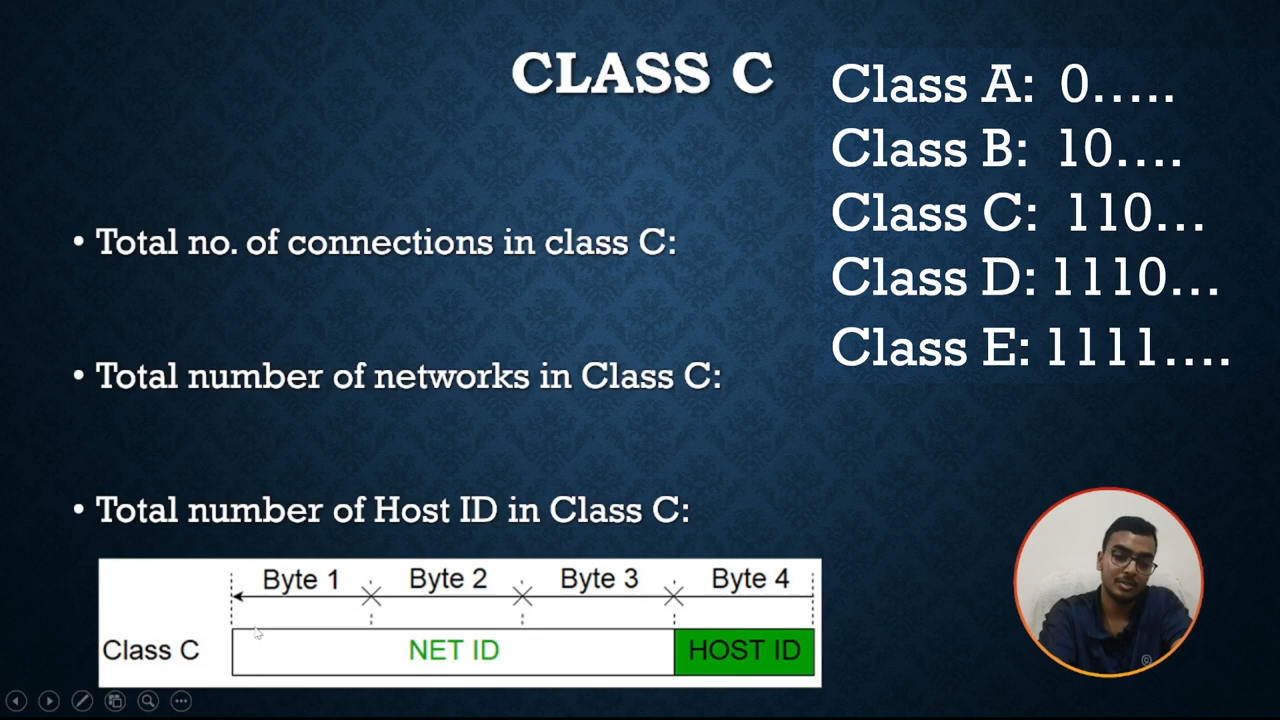 CLASS C
Class A: 0.....
Class B: 10....
Class C: 110...
Class D: 1110...
Class E: 1111....
• Total no. of connections in class C:
• Total number of networks in Class C:
• Total number of Host ID in Class C:
Byte 1 Byte 2 Byte 3 Byte 4
Class C NET ID HOST ID